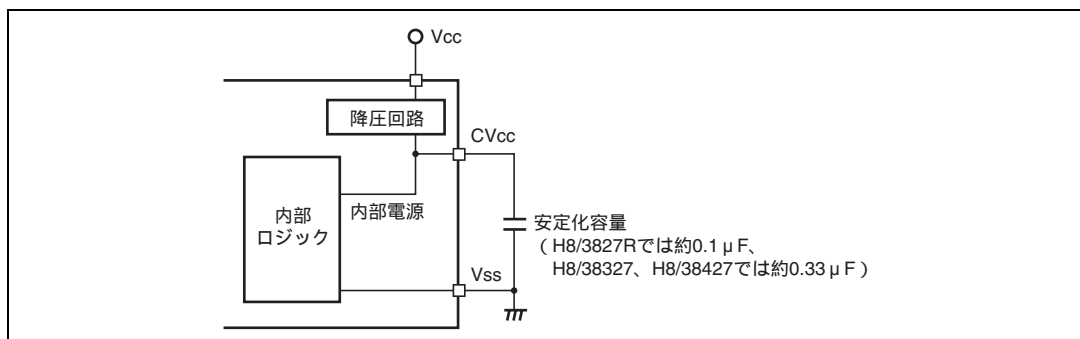 Vcc
降圧回路
CVcc
内部
ロジック
内部電源
安定化容量
（H8/3827Rでは約0.1μF、
H8/38327、H8/38427では約0.33μF）
Vss